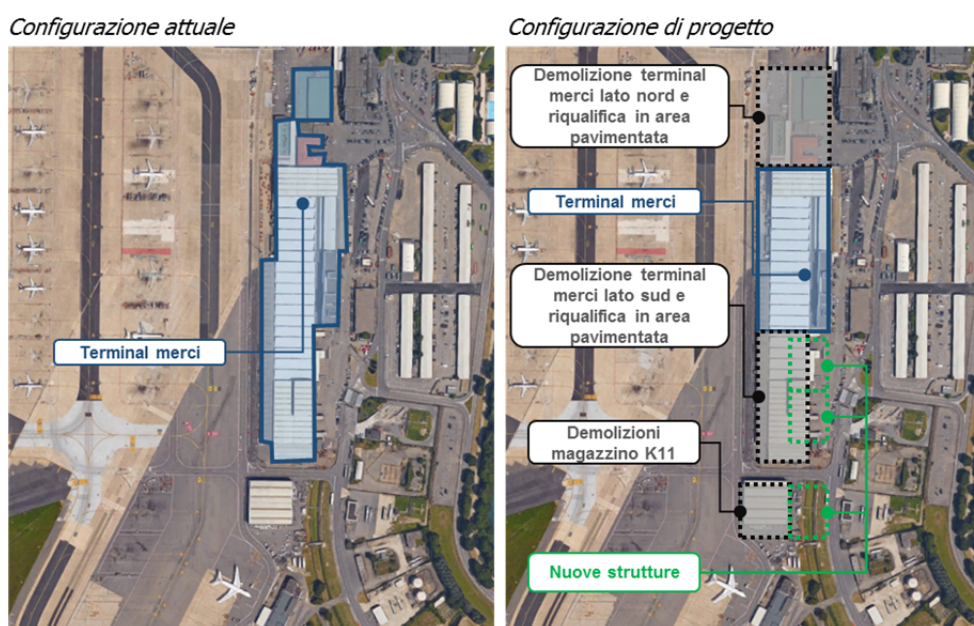 Configurazione attuale
Configurazione di progetto
Terminal merci
Demolizione terminal
merci lato nord e
riqualifica in area
pavimentata
Terminal merci
Demolizione terminal
merci lato sud e
riqualifica in area
pavimentata
Demolizioni
magazzino K11
Nuove strutture